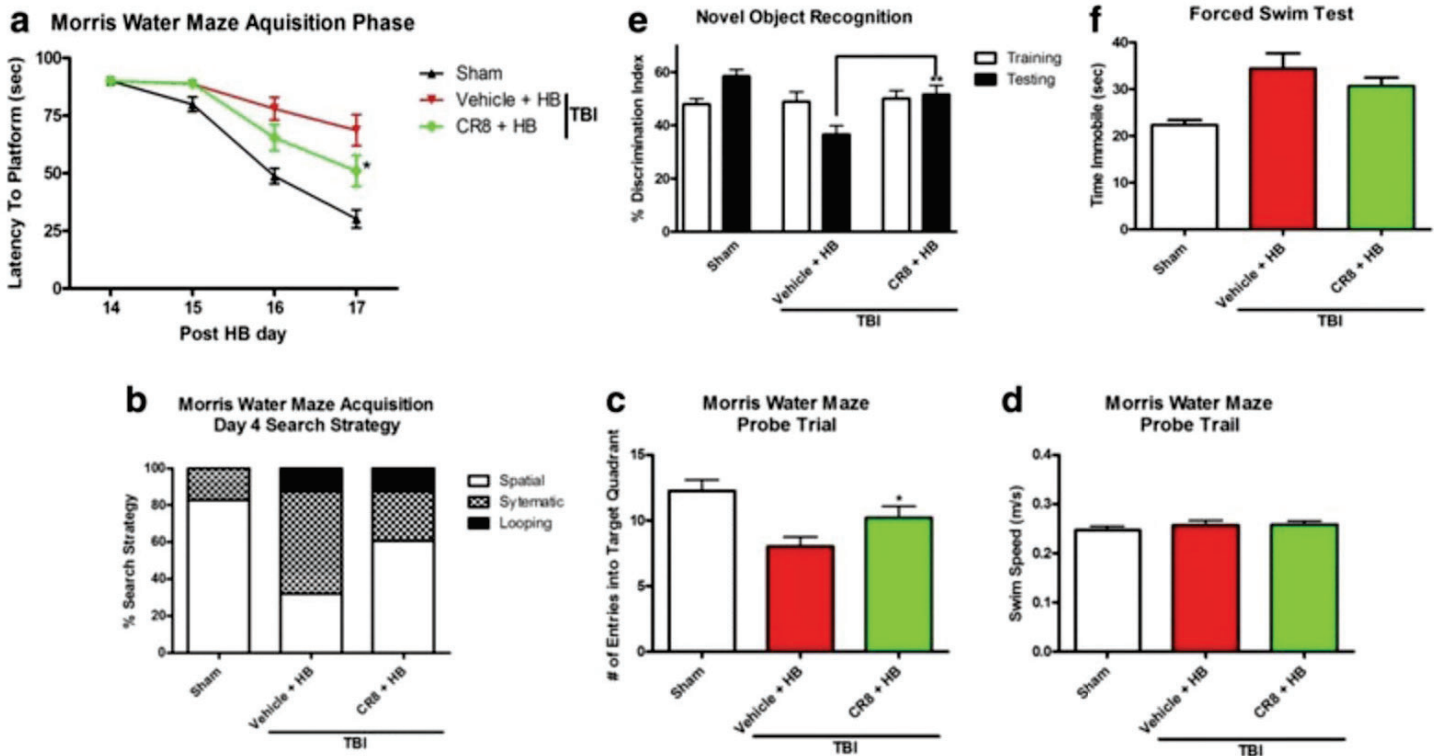 a
Morris Water Maze Aquisition Phase
Latency To Platform (sec)
100
75
50
25
0
14 15 16 17
Post HB day
Sham
Vehicle + HB
CR8 + HB
TBI
*
e
Novel Object Recognition
% Discrimination Index
60
40
20
0
**
Training
Testing
Sham
Vehicle + HB
CR8 + HB
TBI
f
Forced Swim Test
Time Immobile (sec)
40
30
20
10
0
Sham
Vehicle + HB
CR8 + HB
TBI
b
Morris Water Maze Acquisition
Day 4 Search Strategy
% Search Strategy
100
80
60
40
20
0
Spatial
Sytematic
Looping
Sham
Vehicle + HB
CR8 + HB
TBI
c
Morris Water Maze
Probe Trial
# of Entries into Target Quadrant
15
10
5
0
*
Sham
Vehicle + HB
CR8 + HB
TBI
d
Morris Water Maze
Probe Trail
Swim Speed (m/s)
0.4
0.3
0.2
0.1
0.0
Sham
Vehicle + HB
CR8 + HB
TBI